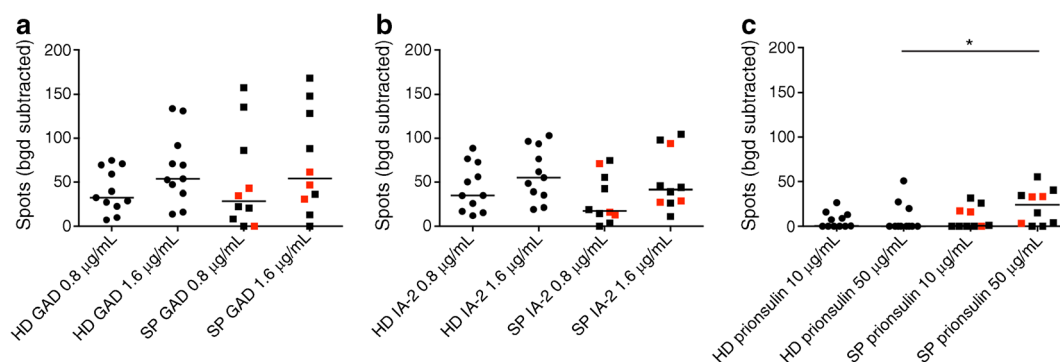 a
Spots (bgd subtracted)
200
150
100
50
0
HD GAD 0.8 µg/mL
HD GAD 1.6 µg/mL
SP GAD 0.8 µg/mL
SP GAD 1.6 µg/mL
b
Spots (bgd subtracted)
200
150
100
50
0
HD IA-2 0.8 µg/mL
HD IA-2 1.6 µg/mL
SP IA-2 0.8 µg/mL
SP IA-2 1.6 µg/mL
c
Spots (bgd subtracted)
200
150
100
50
0
*
HD prionsulin 10 µg/mL
HD prionsulin 50 µg/mL
SP prionsulin 10 µg/mL
SP prionsulin 50 µg/mL